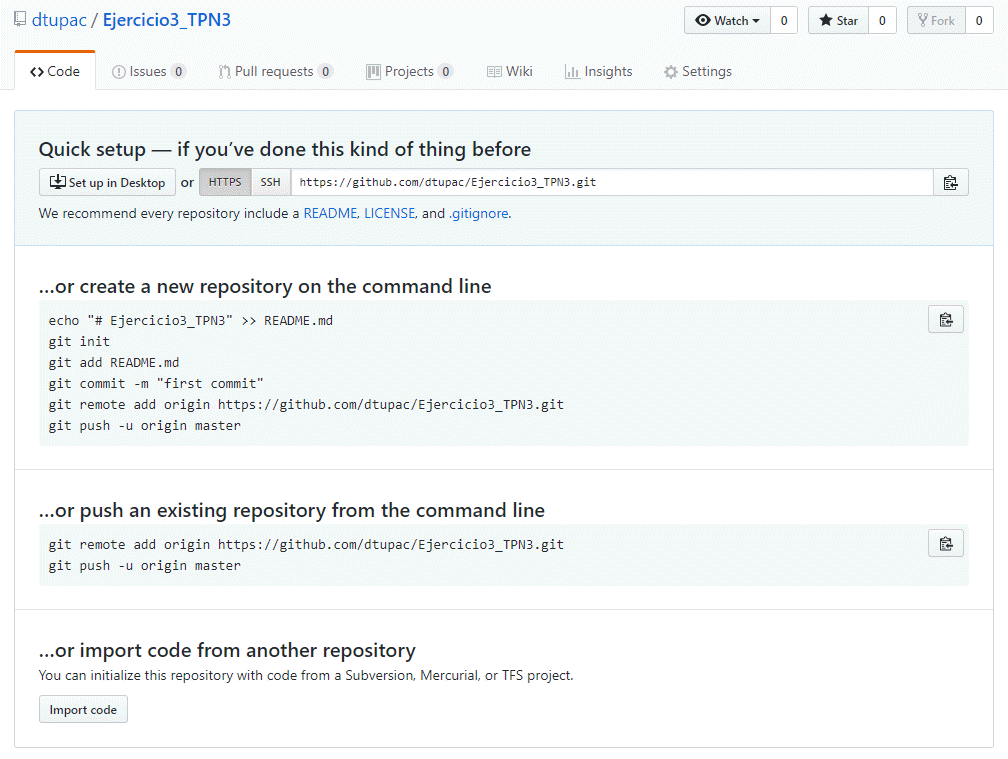 dtupac / Ejercicio3_TPN3
Watch 0 Star 0 Fork 0
Code Issues 0 Pull requests 0 Projects 0 Wiki Insights Settings
Quick setup — if you've done this kind of thing before
Set up in Desktop or HTTPS SSH https://github.com/dtupac/Ejercicio3_TPN3.git
We recommend every repository include a README, LICENSE, and .gitignore.
…or create a new repository on the command line
echo "# Ejercicio3_TPN3" >> README.md
git init
git add README.md
git commit -m "first commit"
git remote add origin https://github.com/dtupac/Ejercicio3_TPN3.git
git push -u origin master
…or push an existing repository from the command line
git remote add origin https://github.com/dtupac/Ejercicio3_TPN3.git
git push -u origin master
…or import code from another repository
You can initialize this repository with code from a Subversion, Mercurial, or TFS project.
Import code